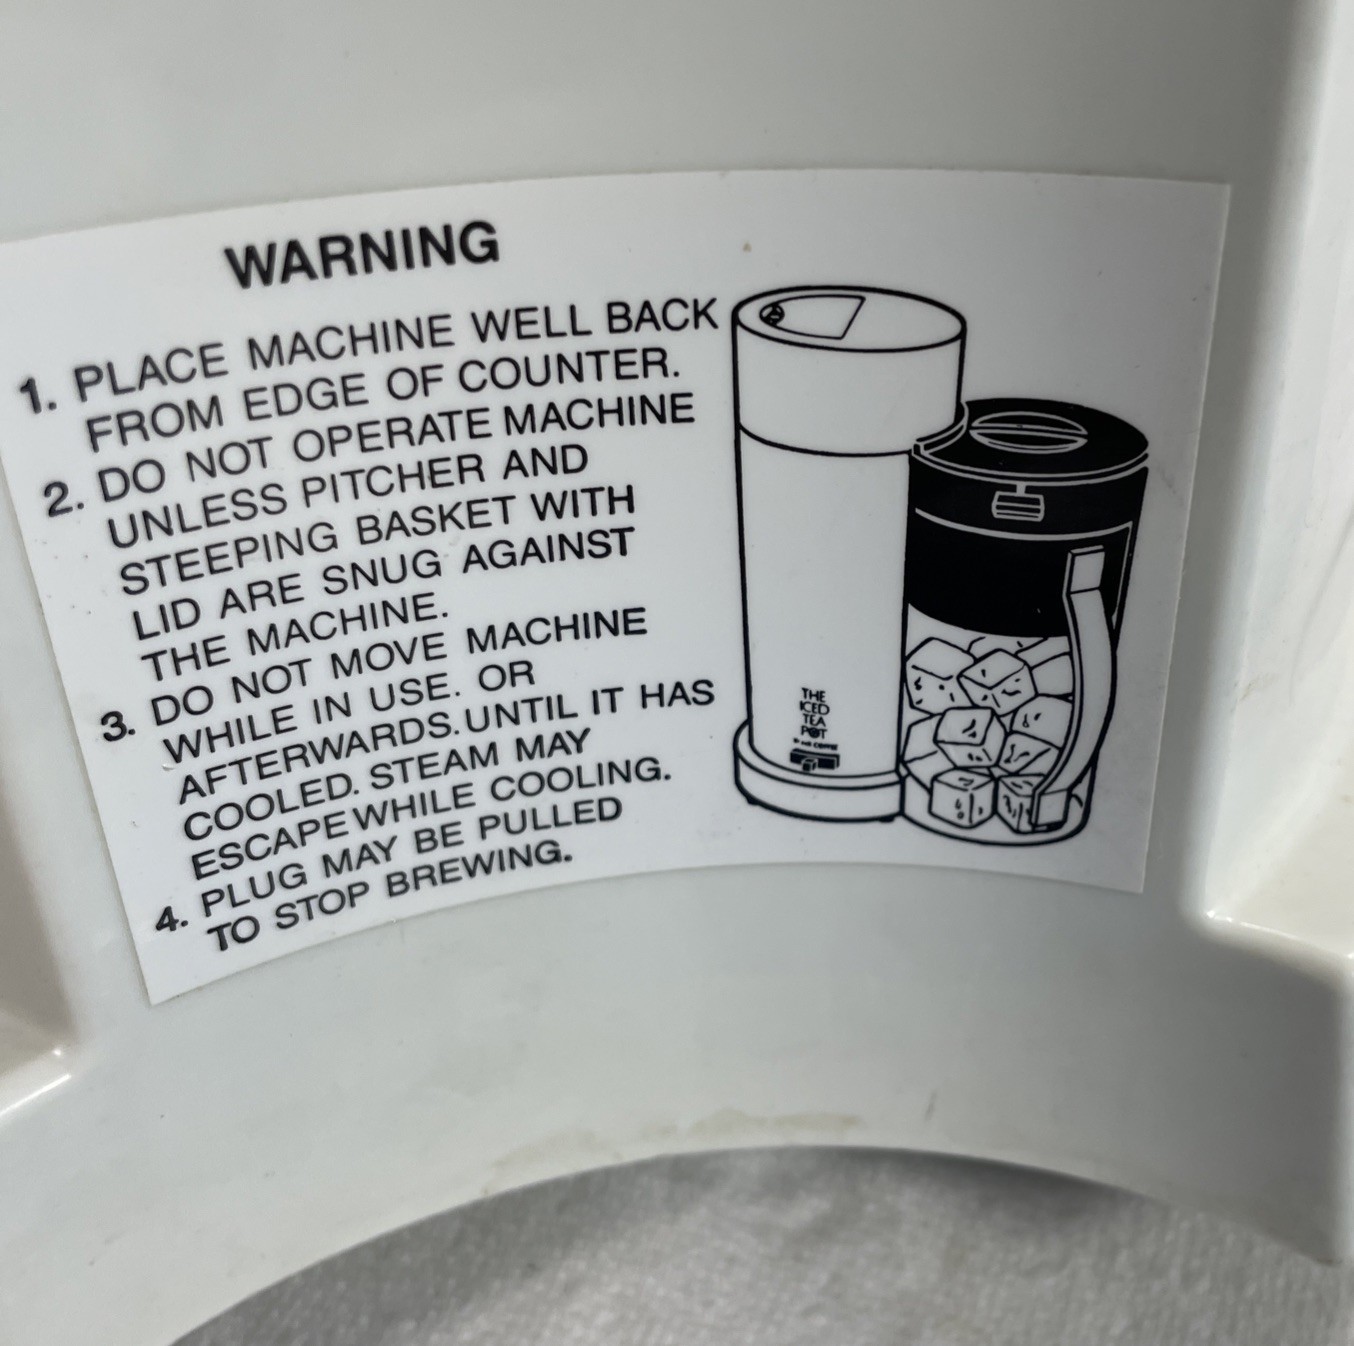 WARNING
1. PLACE MACHINE WELL BACK
FROM EDGE OF COUNTER.
2. DO NOT OPERATE MACHINE
UNLESS PITCHER AND
STEEPING BASKET WITH
LID ARE SNUG AGAINST
THE MACHINE.
3. DO NOT MOVE MACHINE
WHILE IN USE. OR
AFTERWARDS. UNTIL IT HAS
COOLED. STEAM MAY
ESCAPE WHILE COOLING.
4. PLUG MAY BE PULLED
TO STOP BREWING.
THE
ICED
TEA
POT